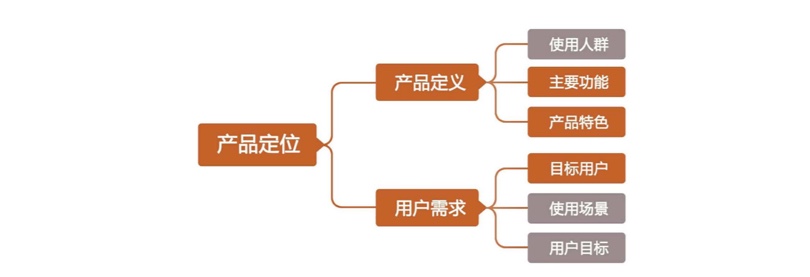 产品定位
产品定义
使用人群
主要功能
产品特色
用户需求
目标用户
使用场景
用户目标